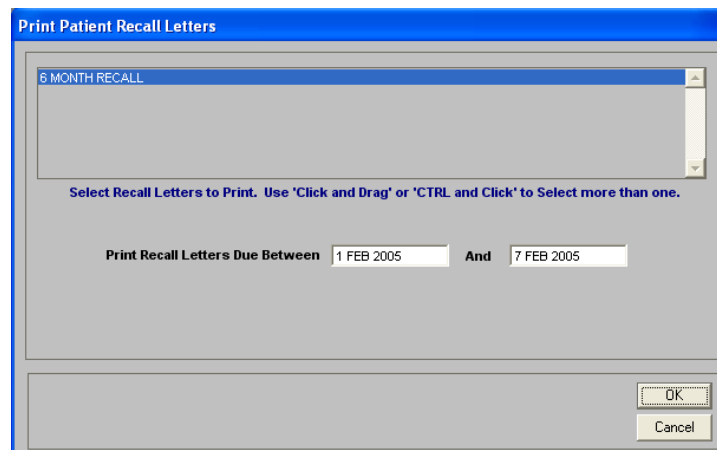 Print Patient Recall Letters
6 MONTH RECALL
Select Recall Letters to Print. Use 'Click and Drag' or 'CTRL and Click' to Select more than one.
Print Recall Letters Due Between 1 FEB 2005 And 7 FEB 2005
OK
Cancel